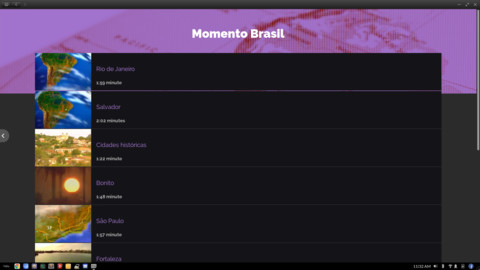 Momento Brasil
Rio de Janeiro
1:59 minute
Salvador
2:02 minutes
Cidades históricas
1:22 minute
Bonito
1:48 minute
São Paulo
1:57 minute
Fortaleza